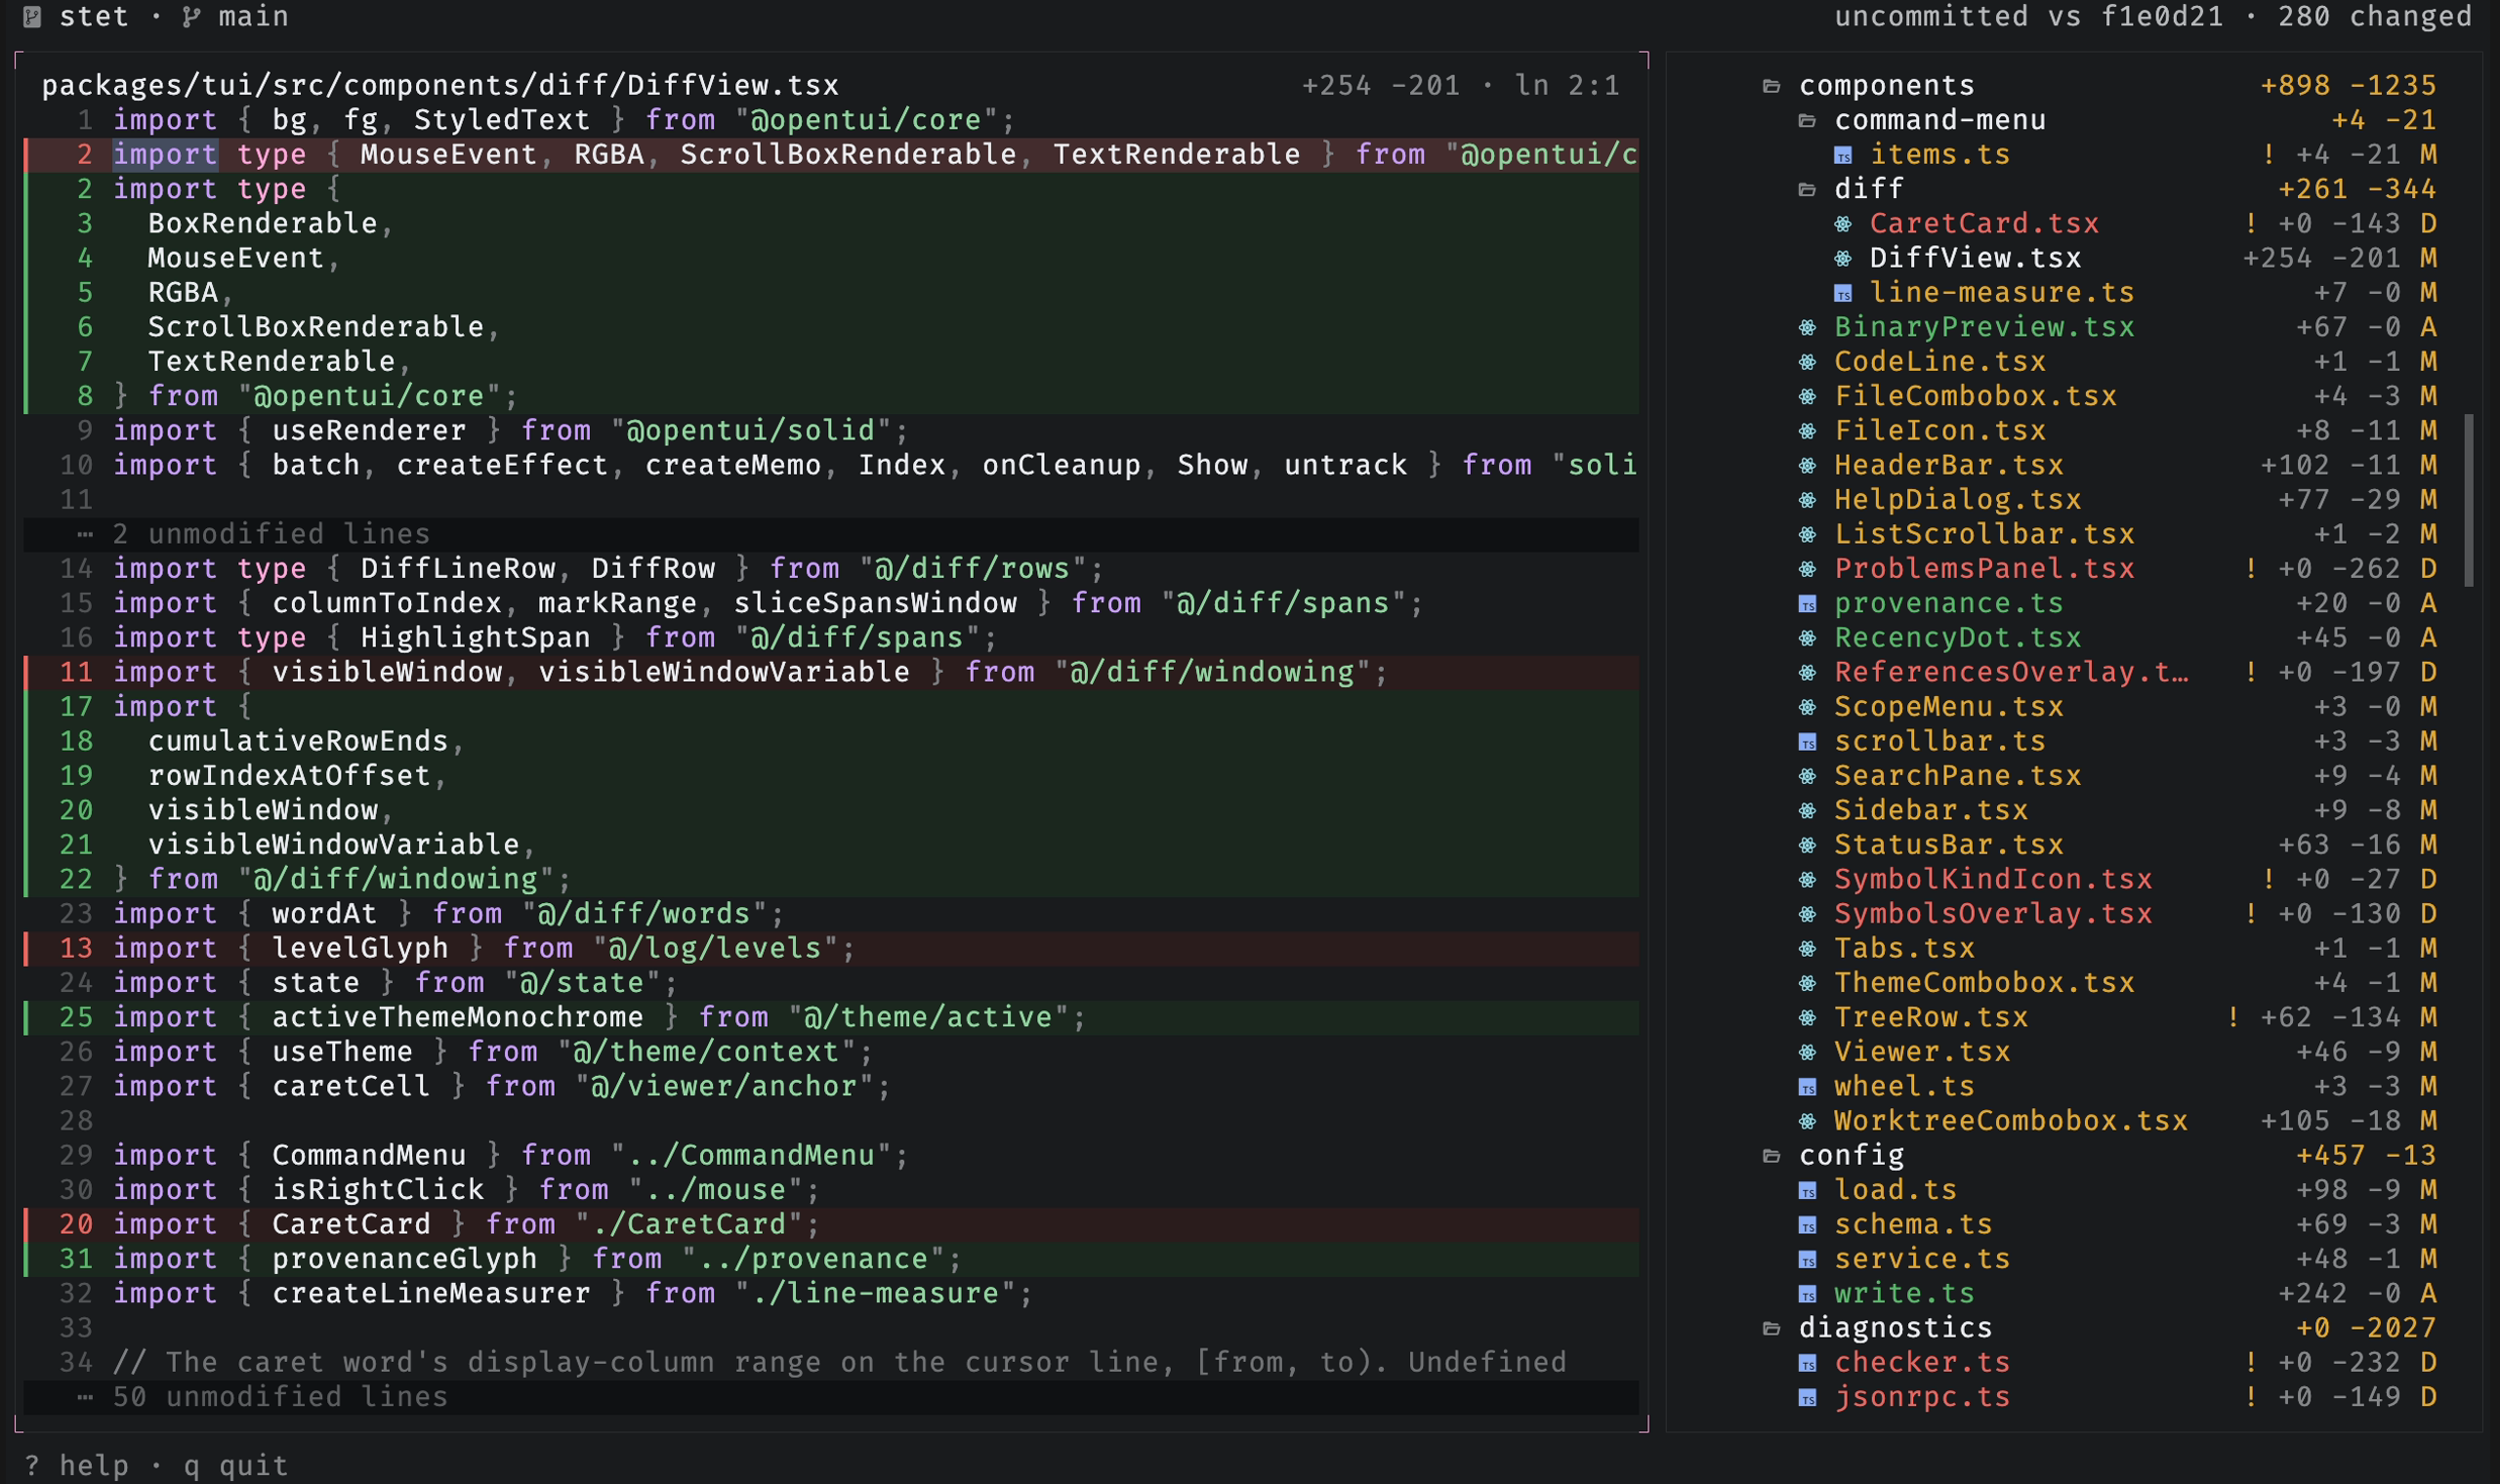 stet · main
uncommitted vs f1e0d21 · 280 changed
packages/tui/src/components/diff/DiffView.tsx +254 -201 · ln 2:1
1 import { bg, fg, StyledText } from "@opentui/core";
2 import type { MouseEvent, RGBA, ScrollBoxRenderable, TextRenderable } from "@opentui/c
2 import type {
3 BoxRenderable,
4 MouseEvent,
5 RGBA,
6 ScrollBoxRenderable,
7 TextRenderable,
8 } from "@opentui/core";
9 import { useRenderer } from "@opentui/solid";
10 import { batch, createEffect, createMemo, Index, onCleanup, Show, untrack } from "soli
11
⋯ 2 unmodified lines
14 import type { DiffLineRow, DiffRow } from "@/diff/rows";
15 import { columnToIndex, markRange, sliceSpansWindow } from "@/diff/spans";
16 import type { HighlightSpan } from "@/diff/spans";
11 import { visibleWindow, visibleWindowVariable } from "@/diff/windowing";
17 import {
18 cumulativeRowEnds,
19 rowIndexAtOffset,
20 visibleWindow,
21 visibleWindowVariable,
22 } from "@/diff/windowing";
23 import { wordAt } from "@/diff/words";
13 import { levelGlyph } from "@/log/levels";
24 import { state } from "@/state";
25 import { activeThemeMonochrome } from "@/theme/active";
26 import { useTheme } from "@/theme/context";
27 import { caretCell } from "@/viewer/anchor";
28
29 import { CommandMenu } from "../CommandMenu";
30 import { isRightClick } from "../mouse";
20 import { CaretCard } from "./CaretCard";
31 import { provenanceGlyph } from "../provenance";
32 import { createLineMeasurer } from "./line-measure";
33
34 // The caret word's display-column range on the cursor line, [from, to). Undefined
⋯ 50 unmodified lines
components +898 -1235
command-menu +4 -21
TS items.ts ! +4 -21 M
diff +261 -344
CaretCard.tsx ! +0 -143 D
DiffView.tsx +254 -201 M
TS line-measure.ts +7 -0 M
BinaryPreview.tsx +67 -0 A
CodeLine.tsx +1 -1 M
FileCombobox.tsx +4 -3 M
FileIcon.tsx +8 -11 M
HeaderBar.tsx +102 -11 M
HelpDialog.tsx +77 -29 M
ListScrollbar.tsx +1 -2 M
ProblemsPanel.tsx ! +0 -262 D
TS provenance.ts +20 -0 A
RecencyDot.tsx +45 -0 A
ReferencesOverlay.t… ! +0 -197 D
ScopeMenu.tsx +3 -0 M
TS scrollbar.ts +3 -3 M
SearchPane.tsx +9 -4 M
Sidebar.tsx +9 -8 M
StatusBar.tsx +63 -16 M
SymbolKindIcon.tsx ! +0 -27 D
SymbolsOverlay.tsx ! +0 -130 D
Tabs.tsx +1 -1 M
ThemeCombobox.tsx +4 -1 M
TreeRow.tsx ! +62 -134 M
Viewer.tsx +46 -9 M
TS wheel.ts +3 -3 M
WorktreeCombobox.tsx +105 -18 M
config +457 -13
TS load.ts +98 -9 M
TS schema.ts +69 -3 M
TS service.ts +48 -1 M
TS write.ts +242 -0 A
diagnostics +0 -2027
TS checker.ts ! +0 -232 D
TS jsonrpc.ts ! +0 -149 D
? help · q quit